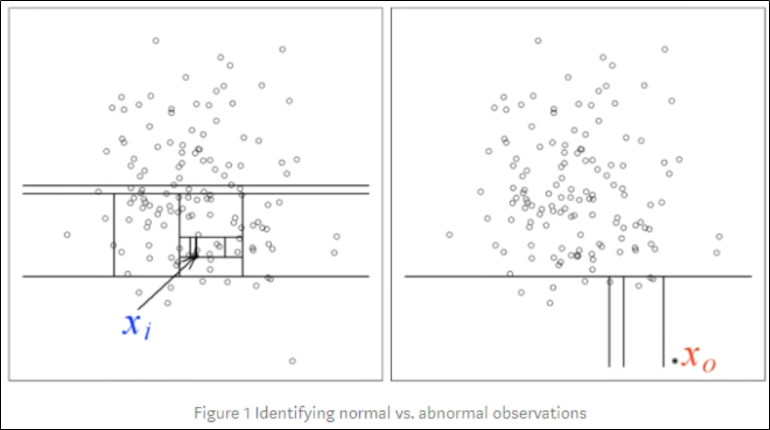 x_i
x_o
Figure 1 Identifying normal vs. abnormal observations